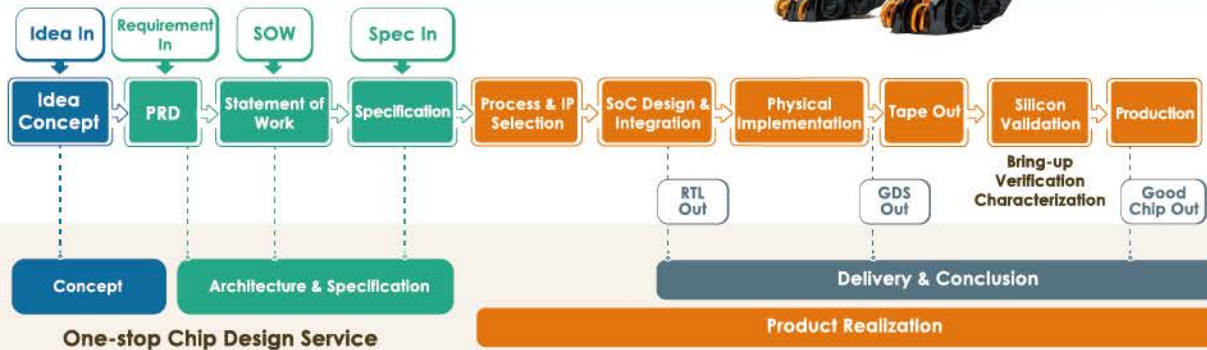 Idea In
Requirement
In
SOW
Spec In
Idea
Concept
PRD
Statement of
Work
Specification
Process & IP
Selection
SoC Design &
Integration
Physical
Implementation
Tape Out
Silicon
Validation
Production
Bring-up
Verification
Characterization
RTL
Out
GDS
Out
Good
Chip Out
Concept
Architecture & Specification
Delivery & Conclusion
Product Realization
One-stop Chip Design Service